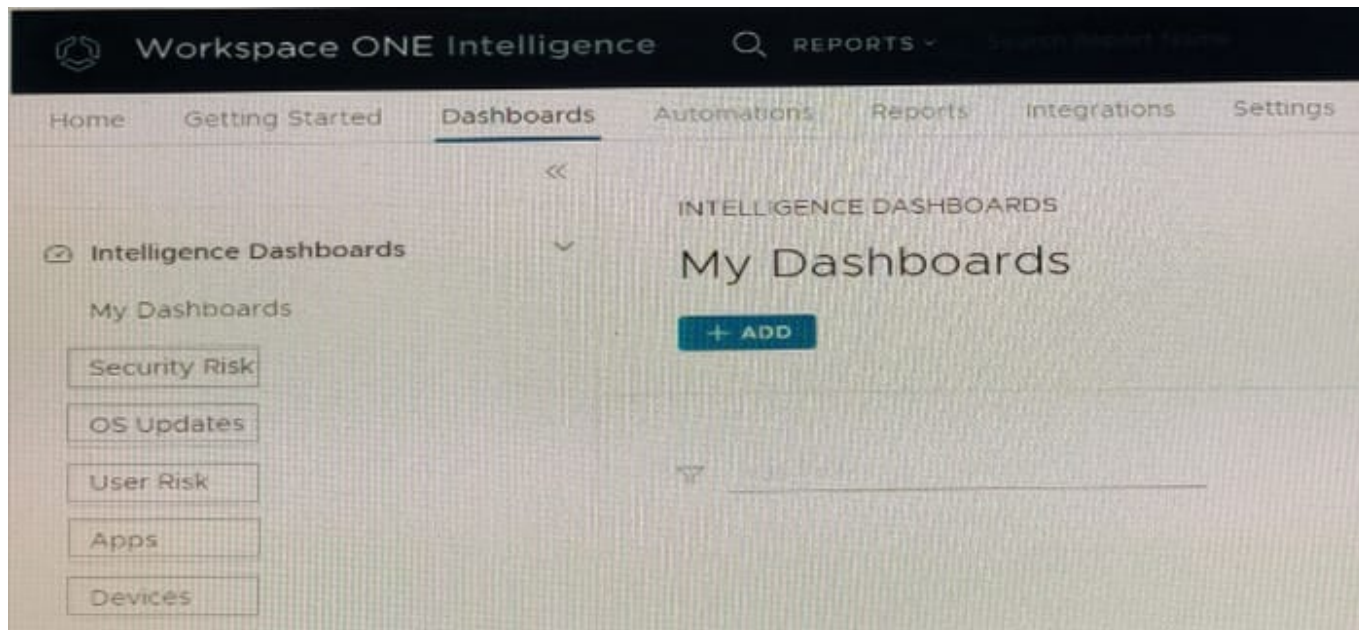 Workspace ONE Intelligence REPORTS
Home Getting Started Dashboards Automations Reports Integrations Settings
INTELLIGENCE DASHBOARDS
Intelligence Dashboards
My Dashboards
My Dashboards
+ ADD
Security Risk
OS Updates
User Risk
Apps
Devices